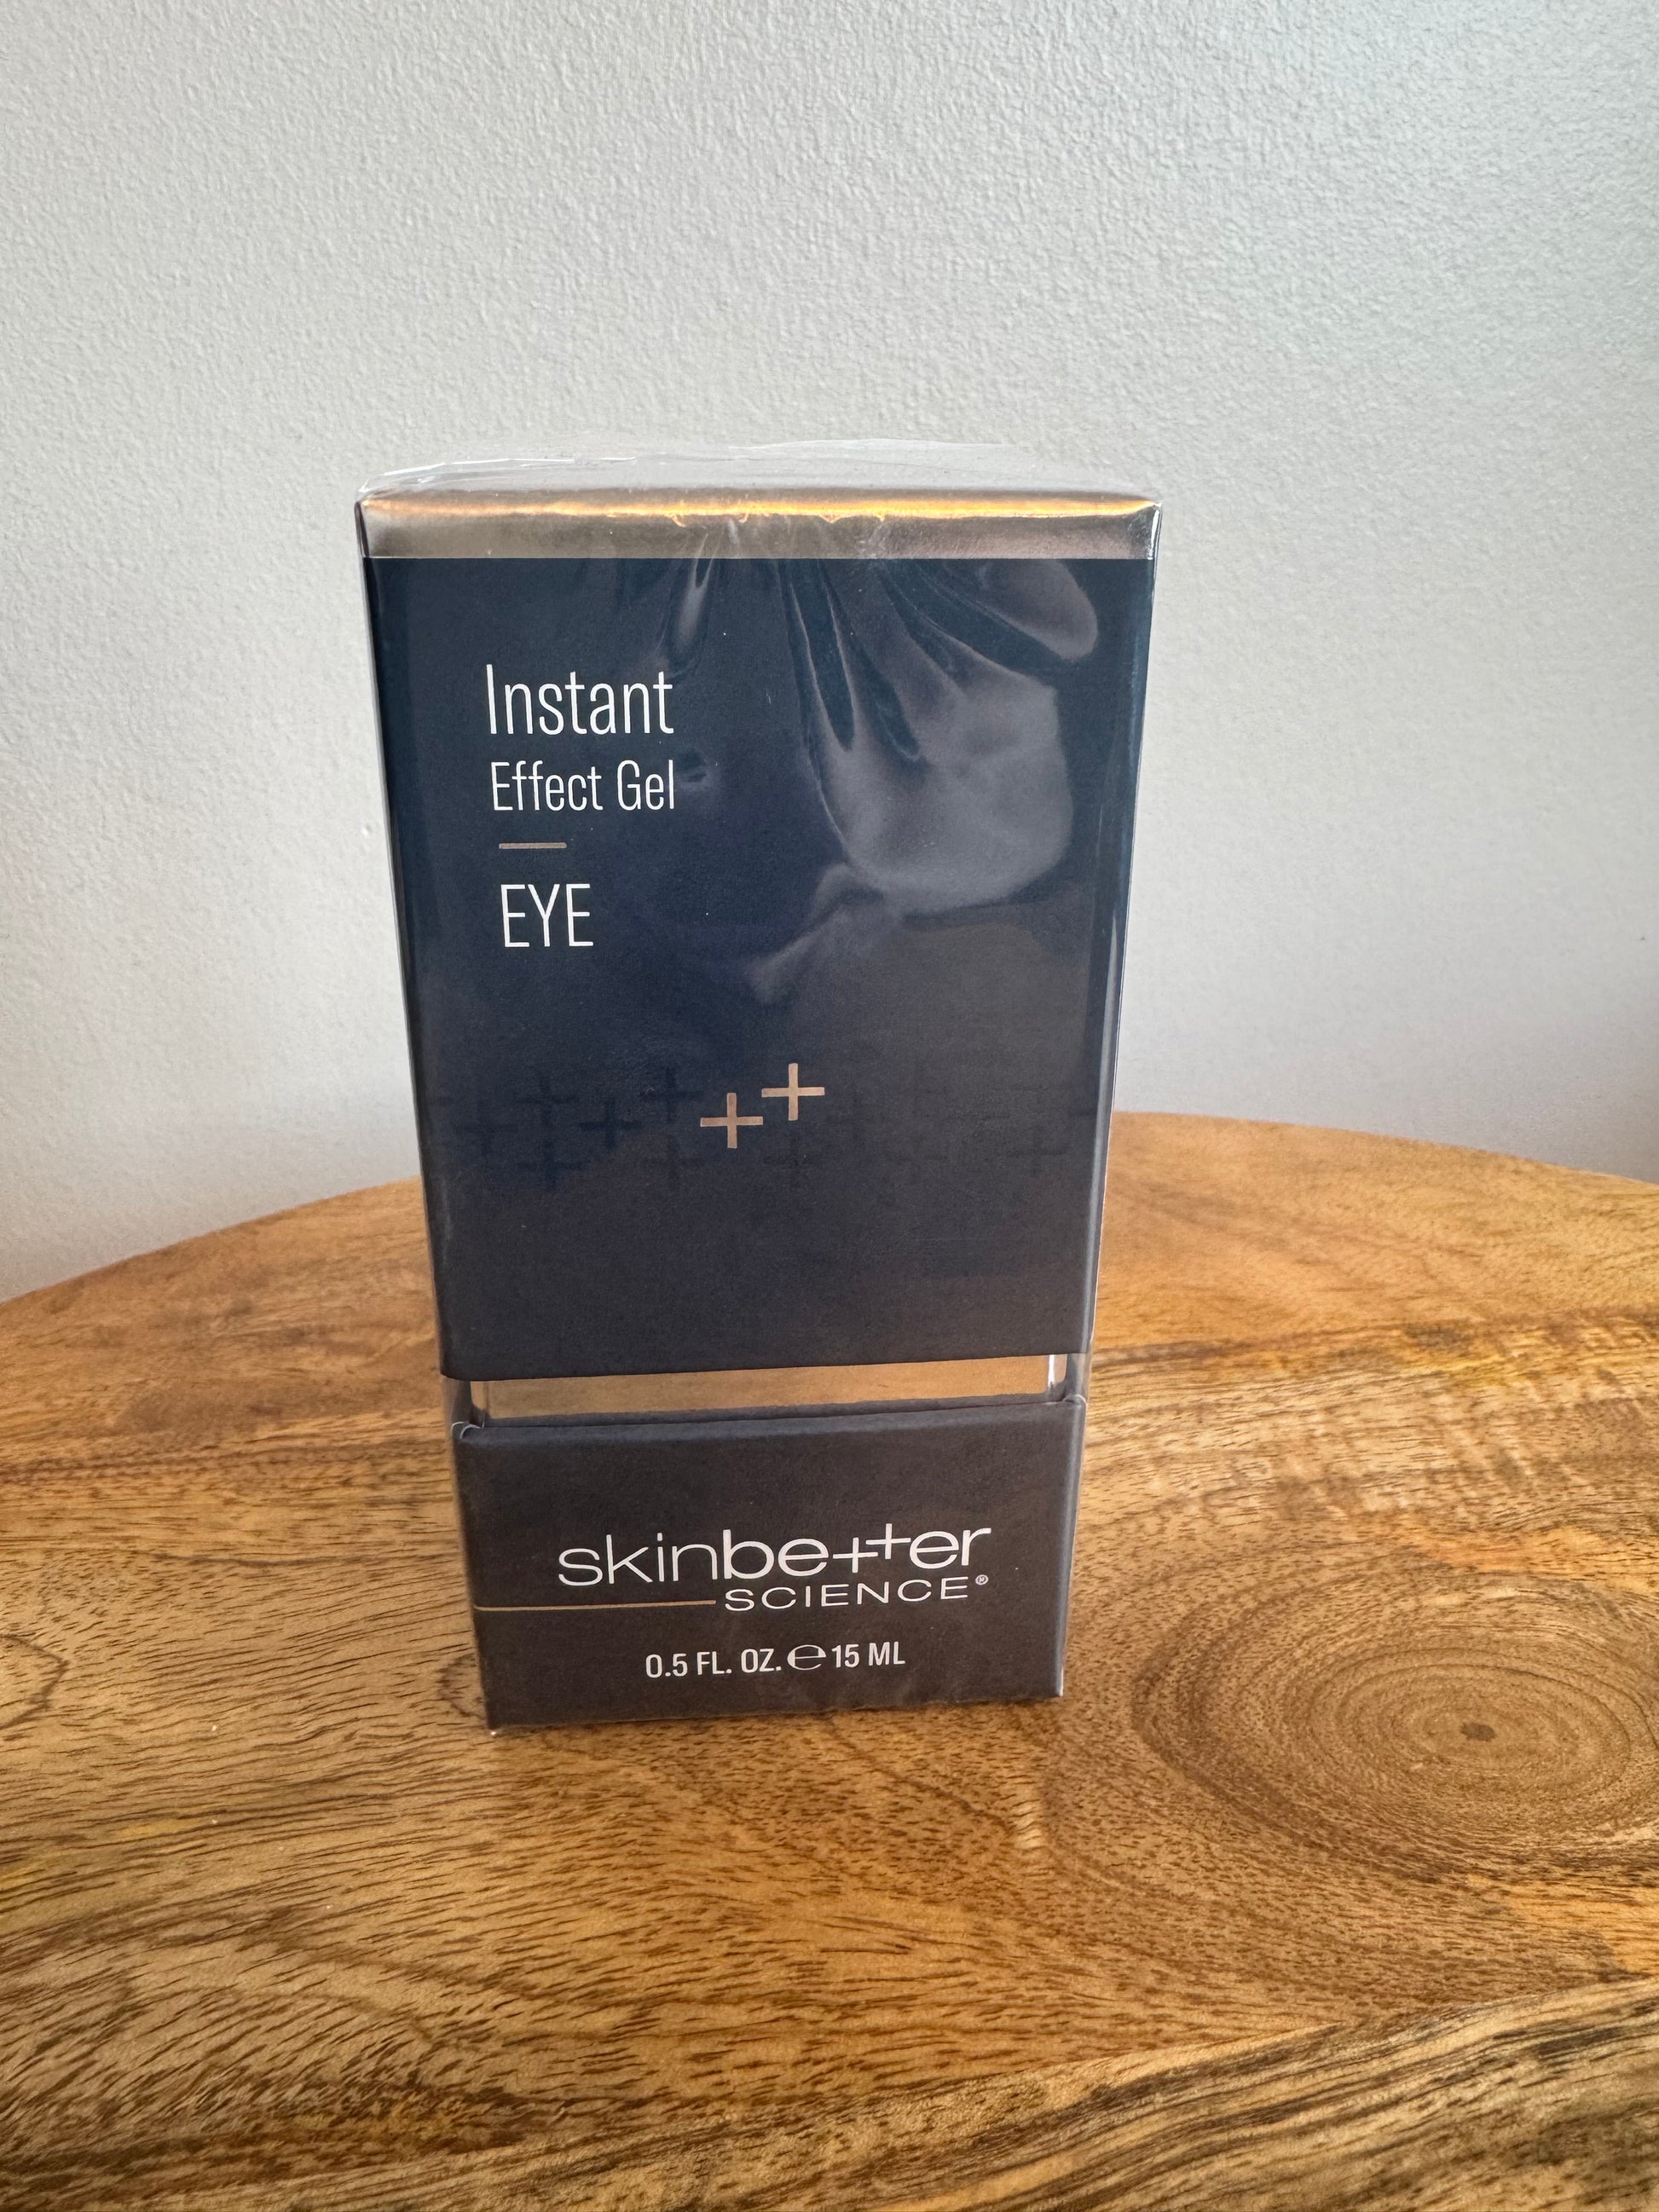 Instant
Effect Gel
EYE
skinbetter
SCIENCE®
0.5 FL. OZ. ℮ 15 ML